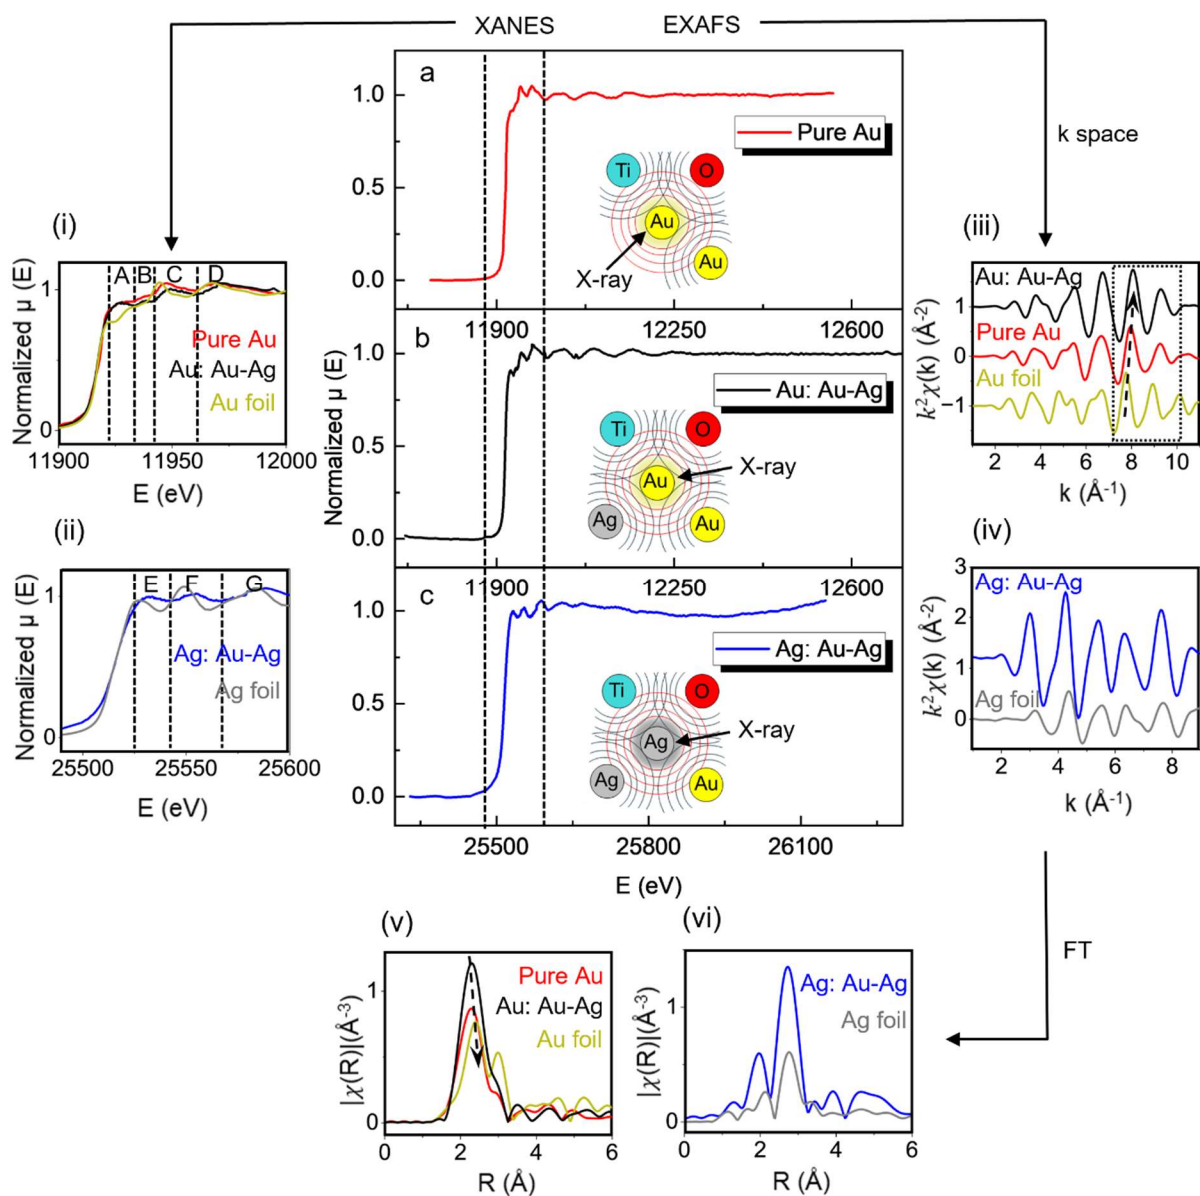 XANES EXAFS
a
1.0
0.5
0.0
Pure Au
Ti
O
Au
Au
X-ray
11900 12250 12600
k space
(i)
Normalized μ (E)
1
0
A B C D
Pure Au
Au: Au-Ag
Au foil
11900 11950 12000
E (eV)
b
Normalized μ (E)
1.0
0.5
0.0
Au: Au-Ag
Ti
O
Au
X-ray
Ag
Au
11900 12250 12600
(iii)
k²χ(k) (Å⁻²)
1
0
−1
Au: Au-Ag
Pure Au
Au foil
2 4 6 8 10
k (Å⁻¹)
(ii)
Normalized μ (E)
1
0
E F G
Ag: Au-Ag
Ag foil
25500 25550 25600
E (eV)
c
1.0
0.5
0.0
Ag: Au-Ag
Ti
O
Ag
X-ray
Ag
Au
25500 25800 26100
E (eV)
(iv)
k²χ(k) (Å⁻²)
3
2
1
0
Ag: Au-Ag
Ag foil
2 4 6 8
k (Å⁻¹)
FT
(v)
|χ(R)|(Å⁻³)
1
0
Pure Au
Au: Au-Ag
Au foil
0 2 4 6
R (Å)
(vi)
|χ(R)|(Å⁻³)
1
0
Ag: Au-Ag
Ag foil
0 2 4 6
R (Å)